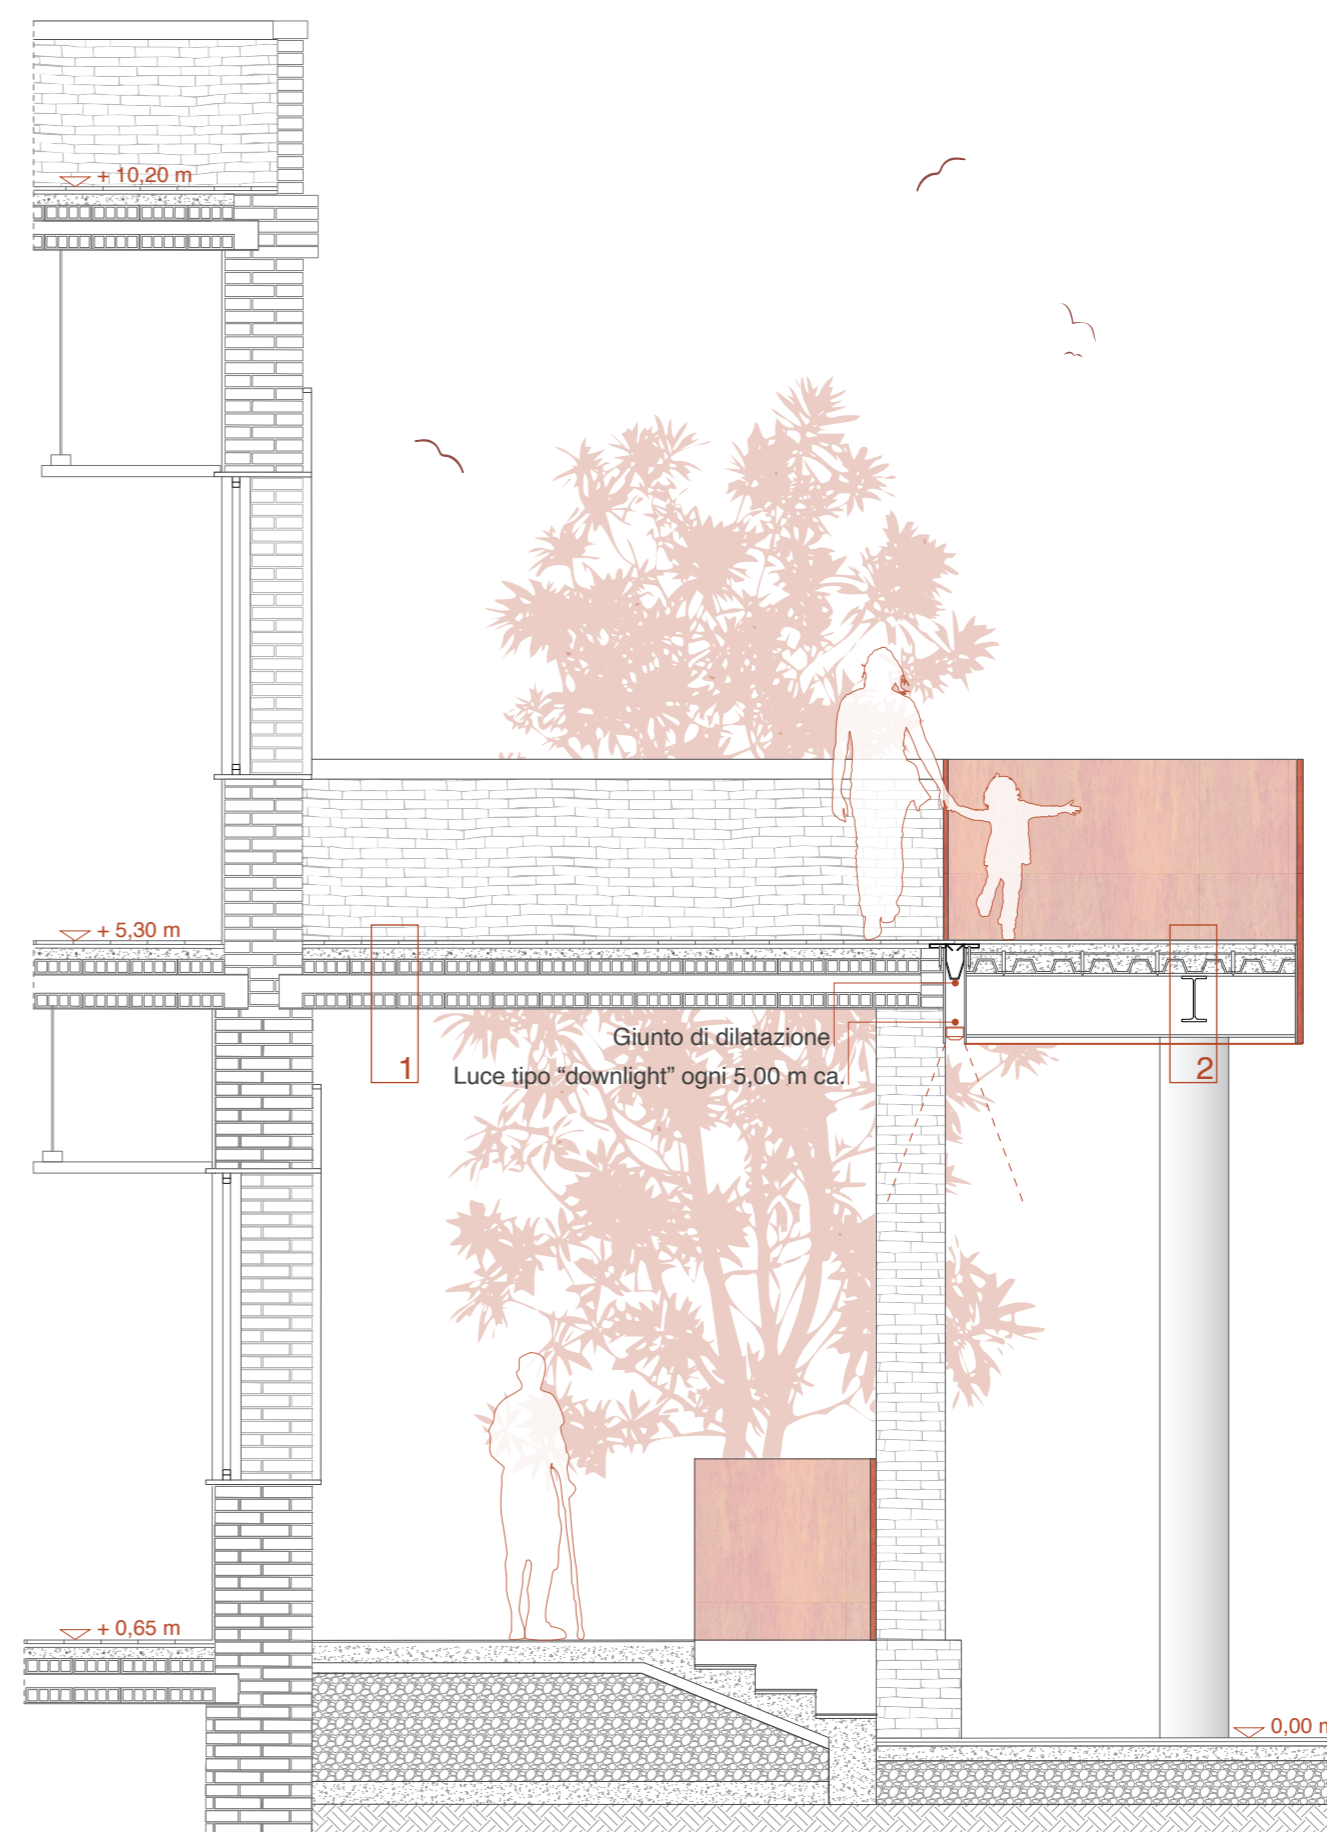 + 10,20 m
+ 5,30 m
Giunto di dilatazione
Luce tipo “downlight” ogni 5,00 m ca.
1
2
+ 0,65 m
0,00 m